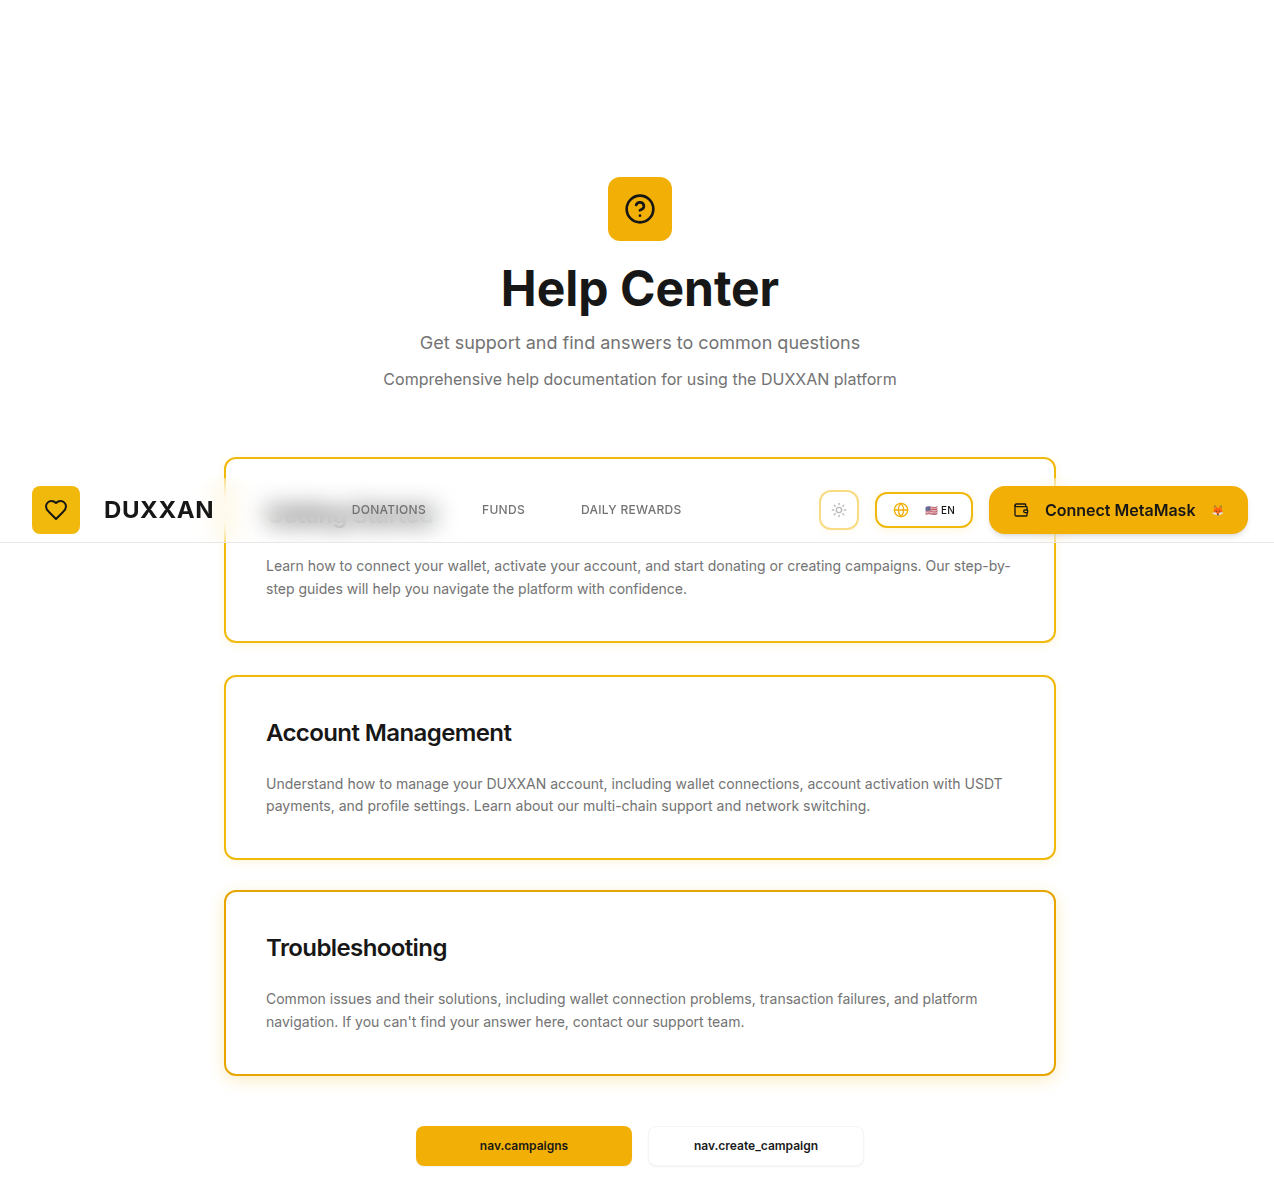 Help Center
Get support and find answers to common questions
Comprehensive help documentation for using the DUXXAN platform
DUXXAN
DONATIONS
FUNDS
DAILY REWARDS
EN
Connect MetaMask
Learn how to connect your wallet, activate your account, and start donating or creating campaigns. Our step-by-
step guides will help you navigate the platform with confidence.
Account Management
Understand how to manage your DUXXAN account, including wallet connections, account activation with USDT
payments, and profile settings. Learn about our multi-chain support and network switching.
Troubleshooting
Common issues and their solutions, including wallet connection problems, transaction failures, and platform
navigation. If you can't find your answer here, contact our support team.
nav.campaigns
nav.create_campaign